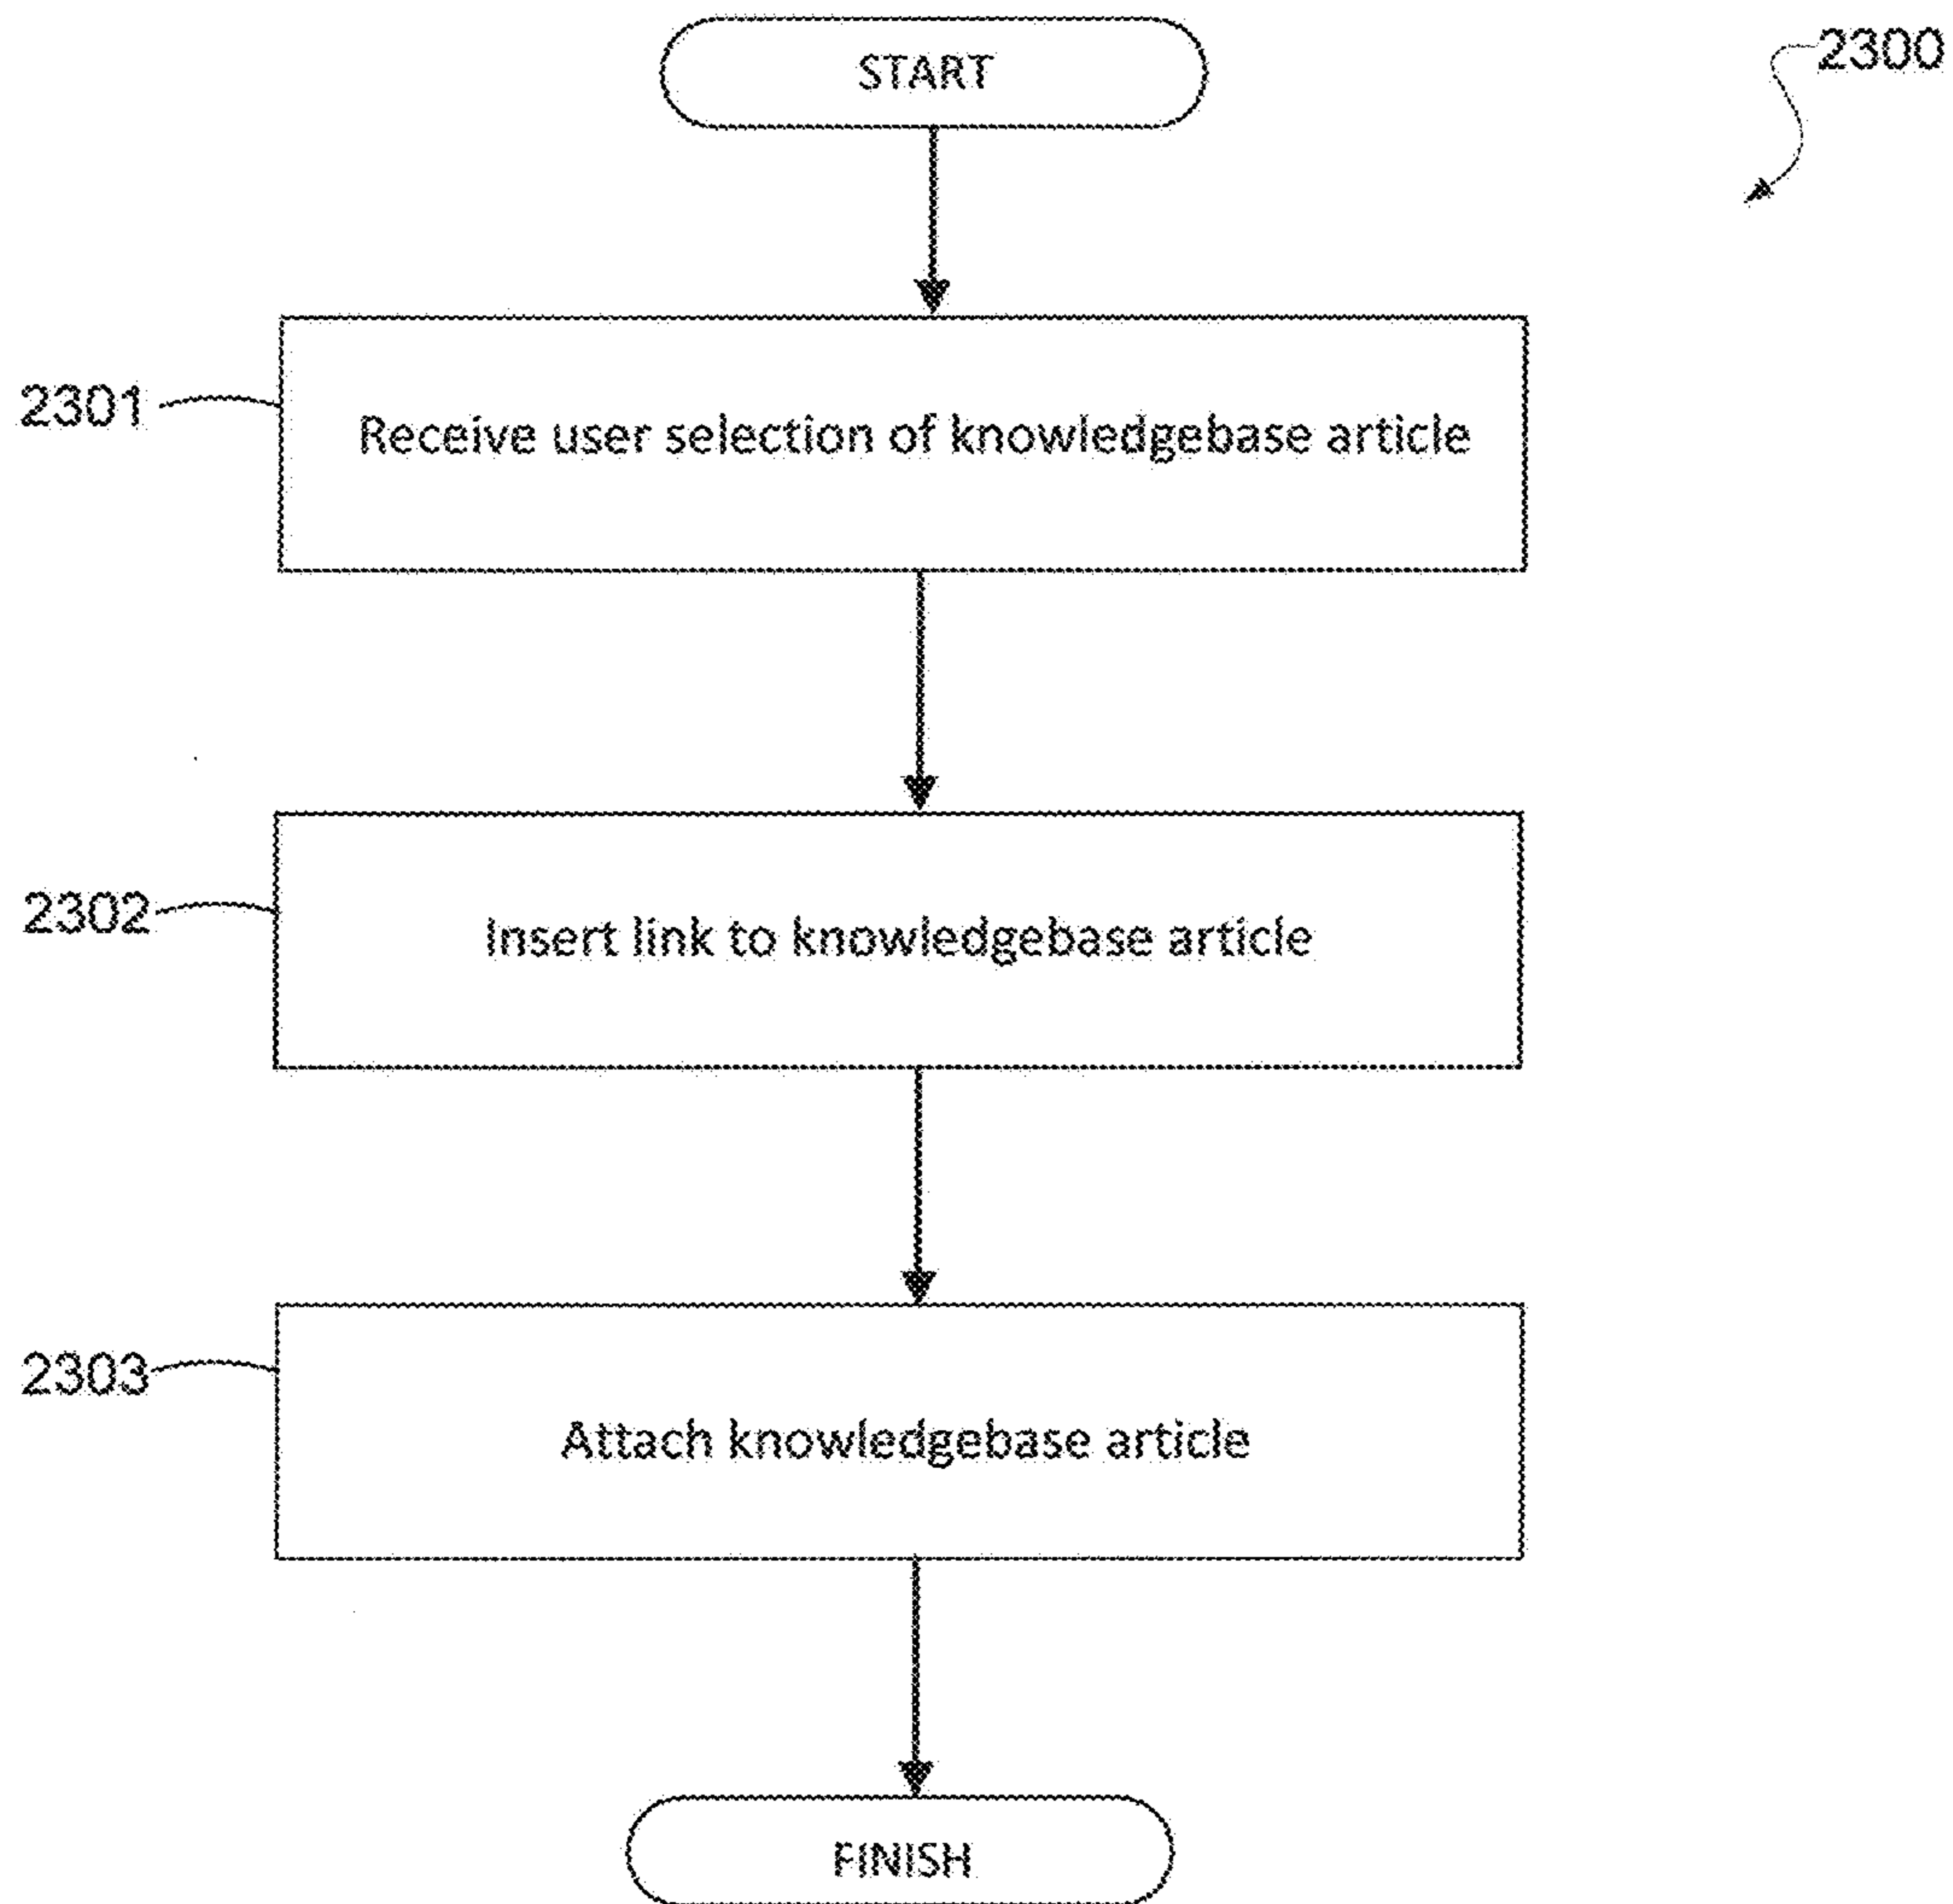 START
2300
2301
Receive user selection of knowledgebase article
2302
Insert link to knowledgebase article
2303
Attach knowledgebase article
FINISH